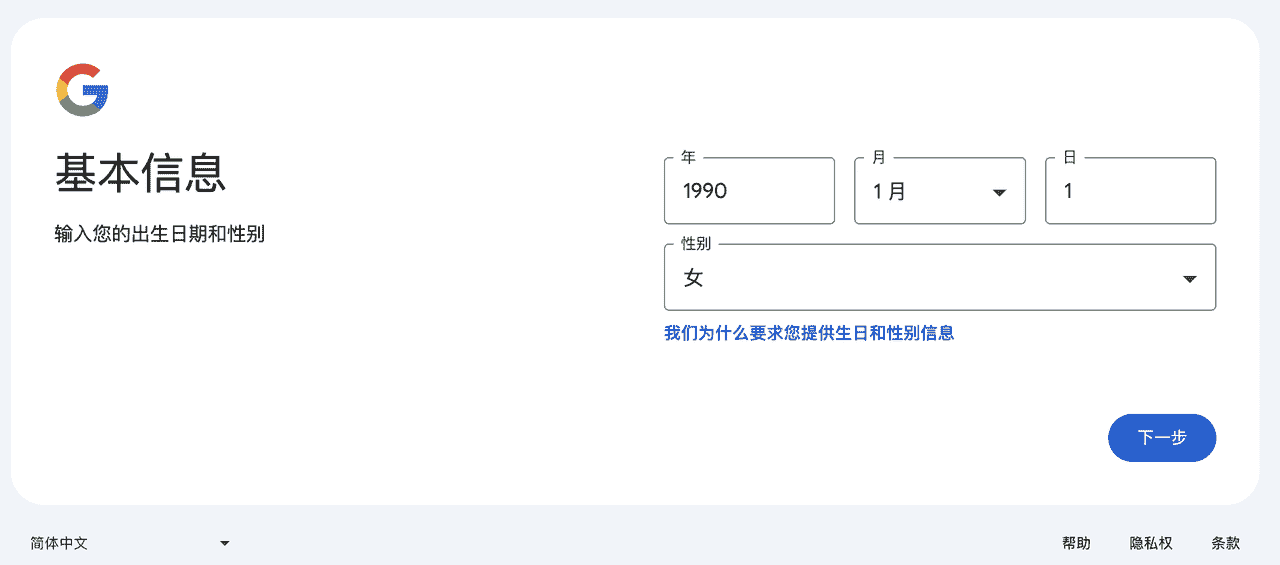 基本信息
输入您的出生日期和性别
年
1990
月
1 月
日
1
性别
女
我们为什么要求您提供生日和性别信息
下一步
简体中文
帮助
隐私权
条款